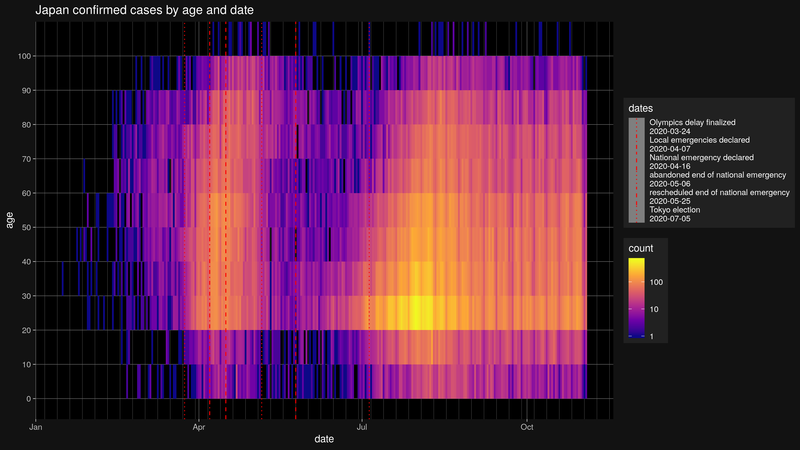 Japan confirmed cases by age and date
100
90
80
70
60
50
40
30
20
10
0
age
Jan
Apr
Jul
Oct
date
dates
Olympics delay finalized
2020-03-24
Local emergencies declared
2020-04-07
National emergency declared
2020-04-16
abandoned end of national emergency
2020-05-06
rescheduled end of national emergency
2020-05-25
Tokyo election
2020-07-05
count
100
10
1